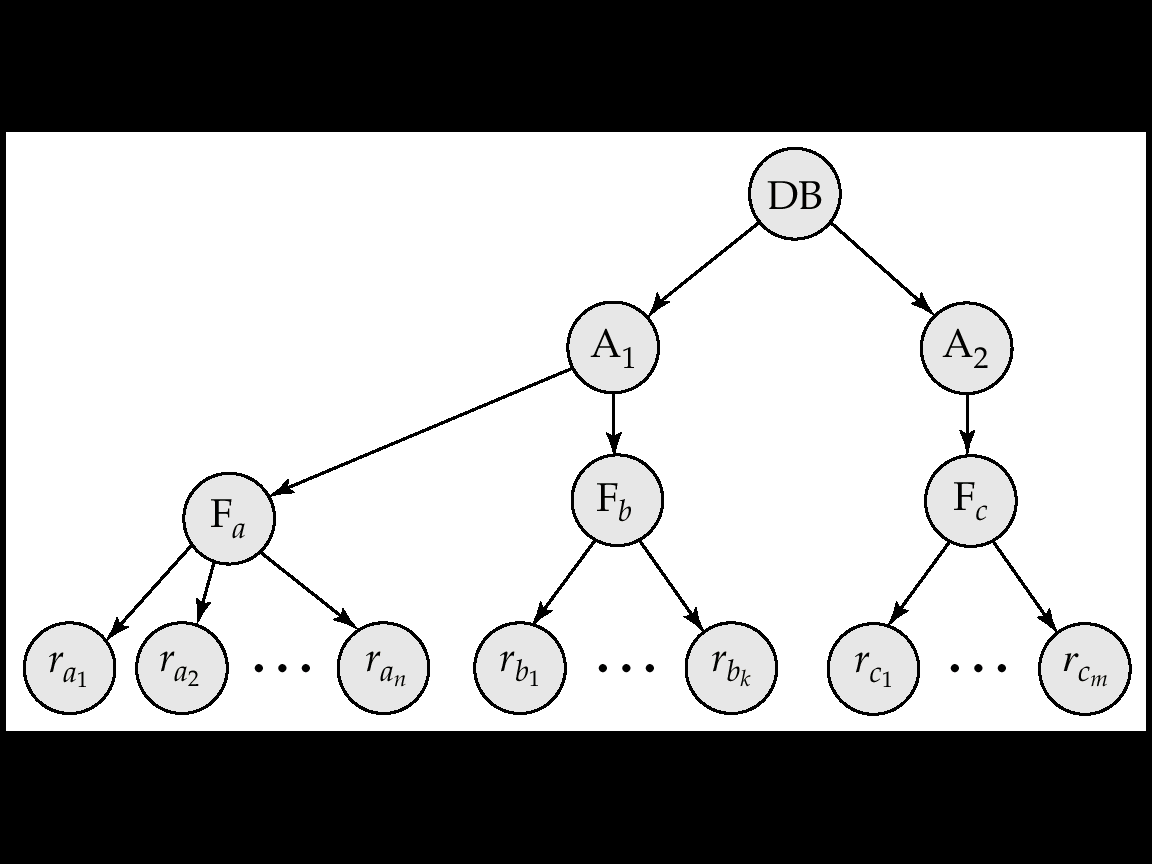 DB
A1 A2
Fa Fb Fc
ra1 ra2 ... ran rb1 ... rbk rc1 ... rcm